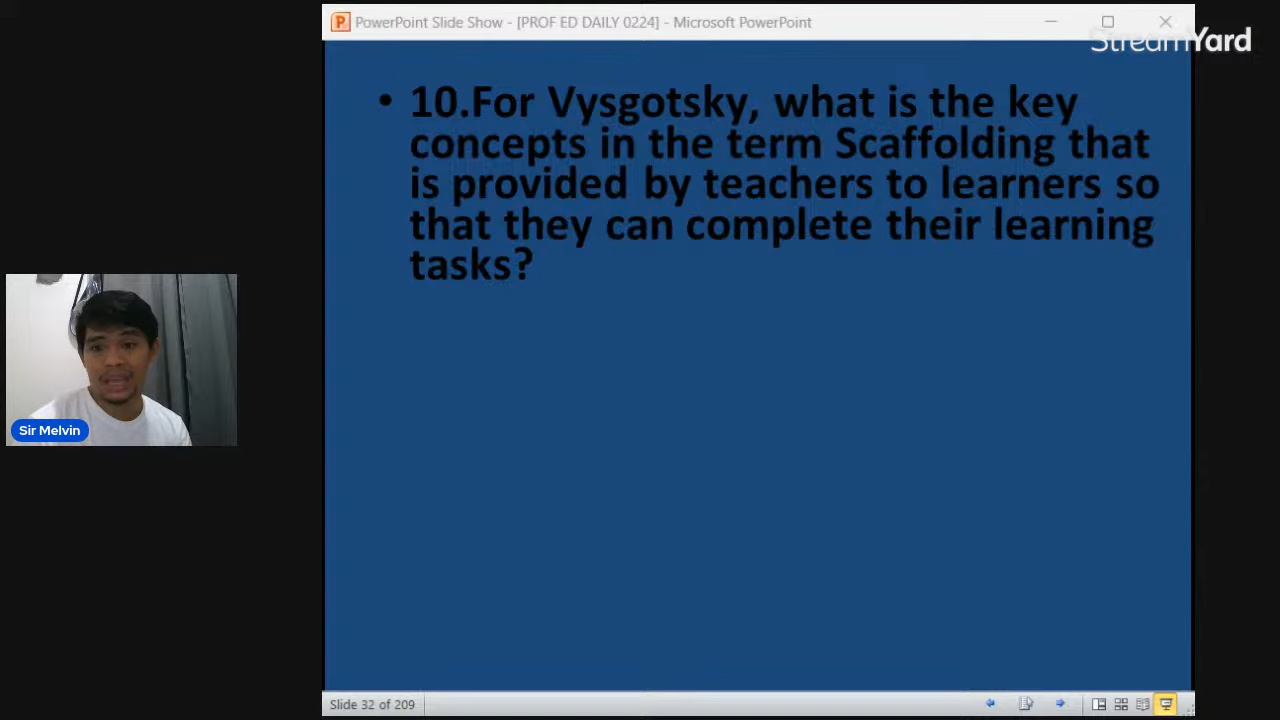 PowerPoint Slide Show - [PROF ED DAILY 0224] - Microsoft PowerPoint
StreamYard
• 10.For Vysgotsky, what is the key
concepts in the term Scaffolding that
is provided by teachers to learners so
that they can complete their learning
tasks?
Sir Melvin
Slide 32 of 209